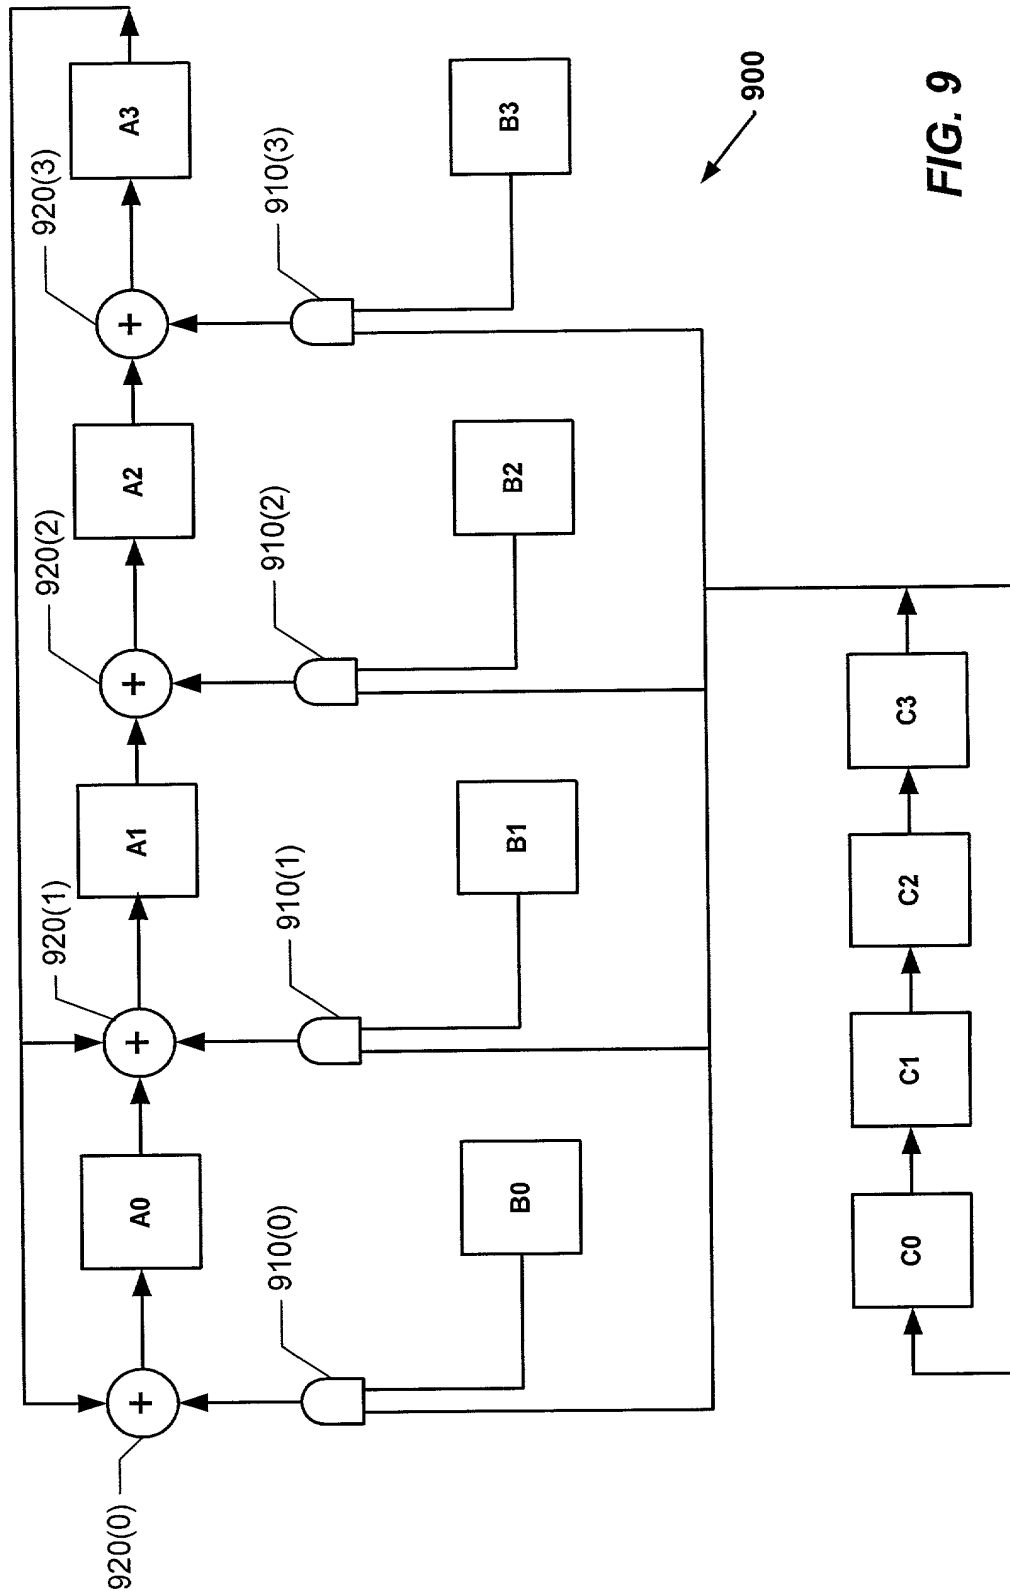 920(0)
920(1)
920(2)
920(3)
A0
A1
A2
A3
910(0)
910(1)
910(2)
910(3)
B0
B1
B2
B3
900
C0
C1
C2
C3
FIG. 9